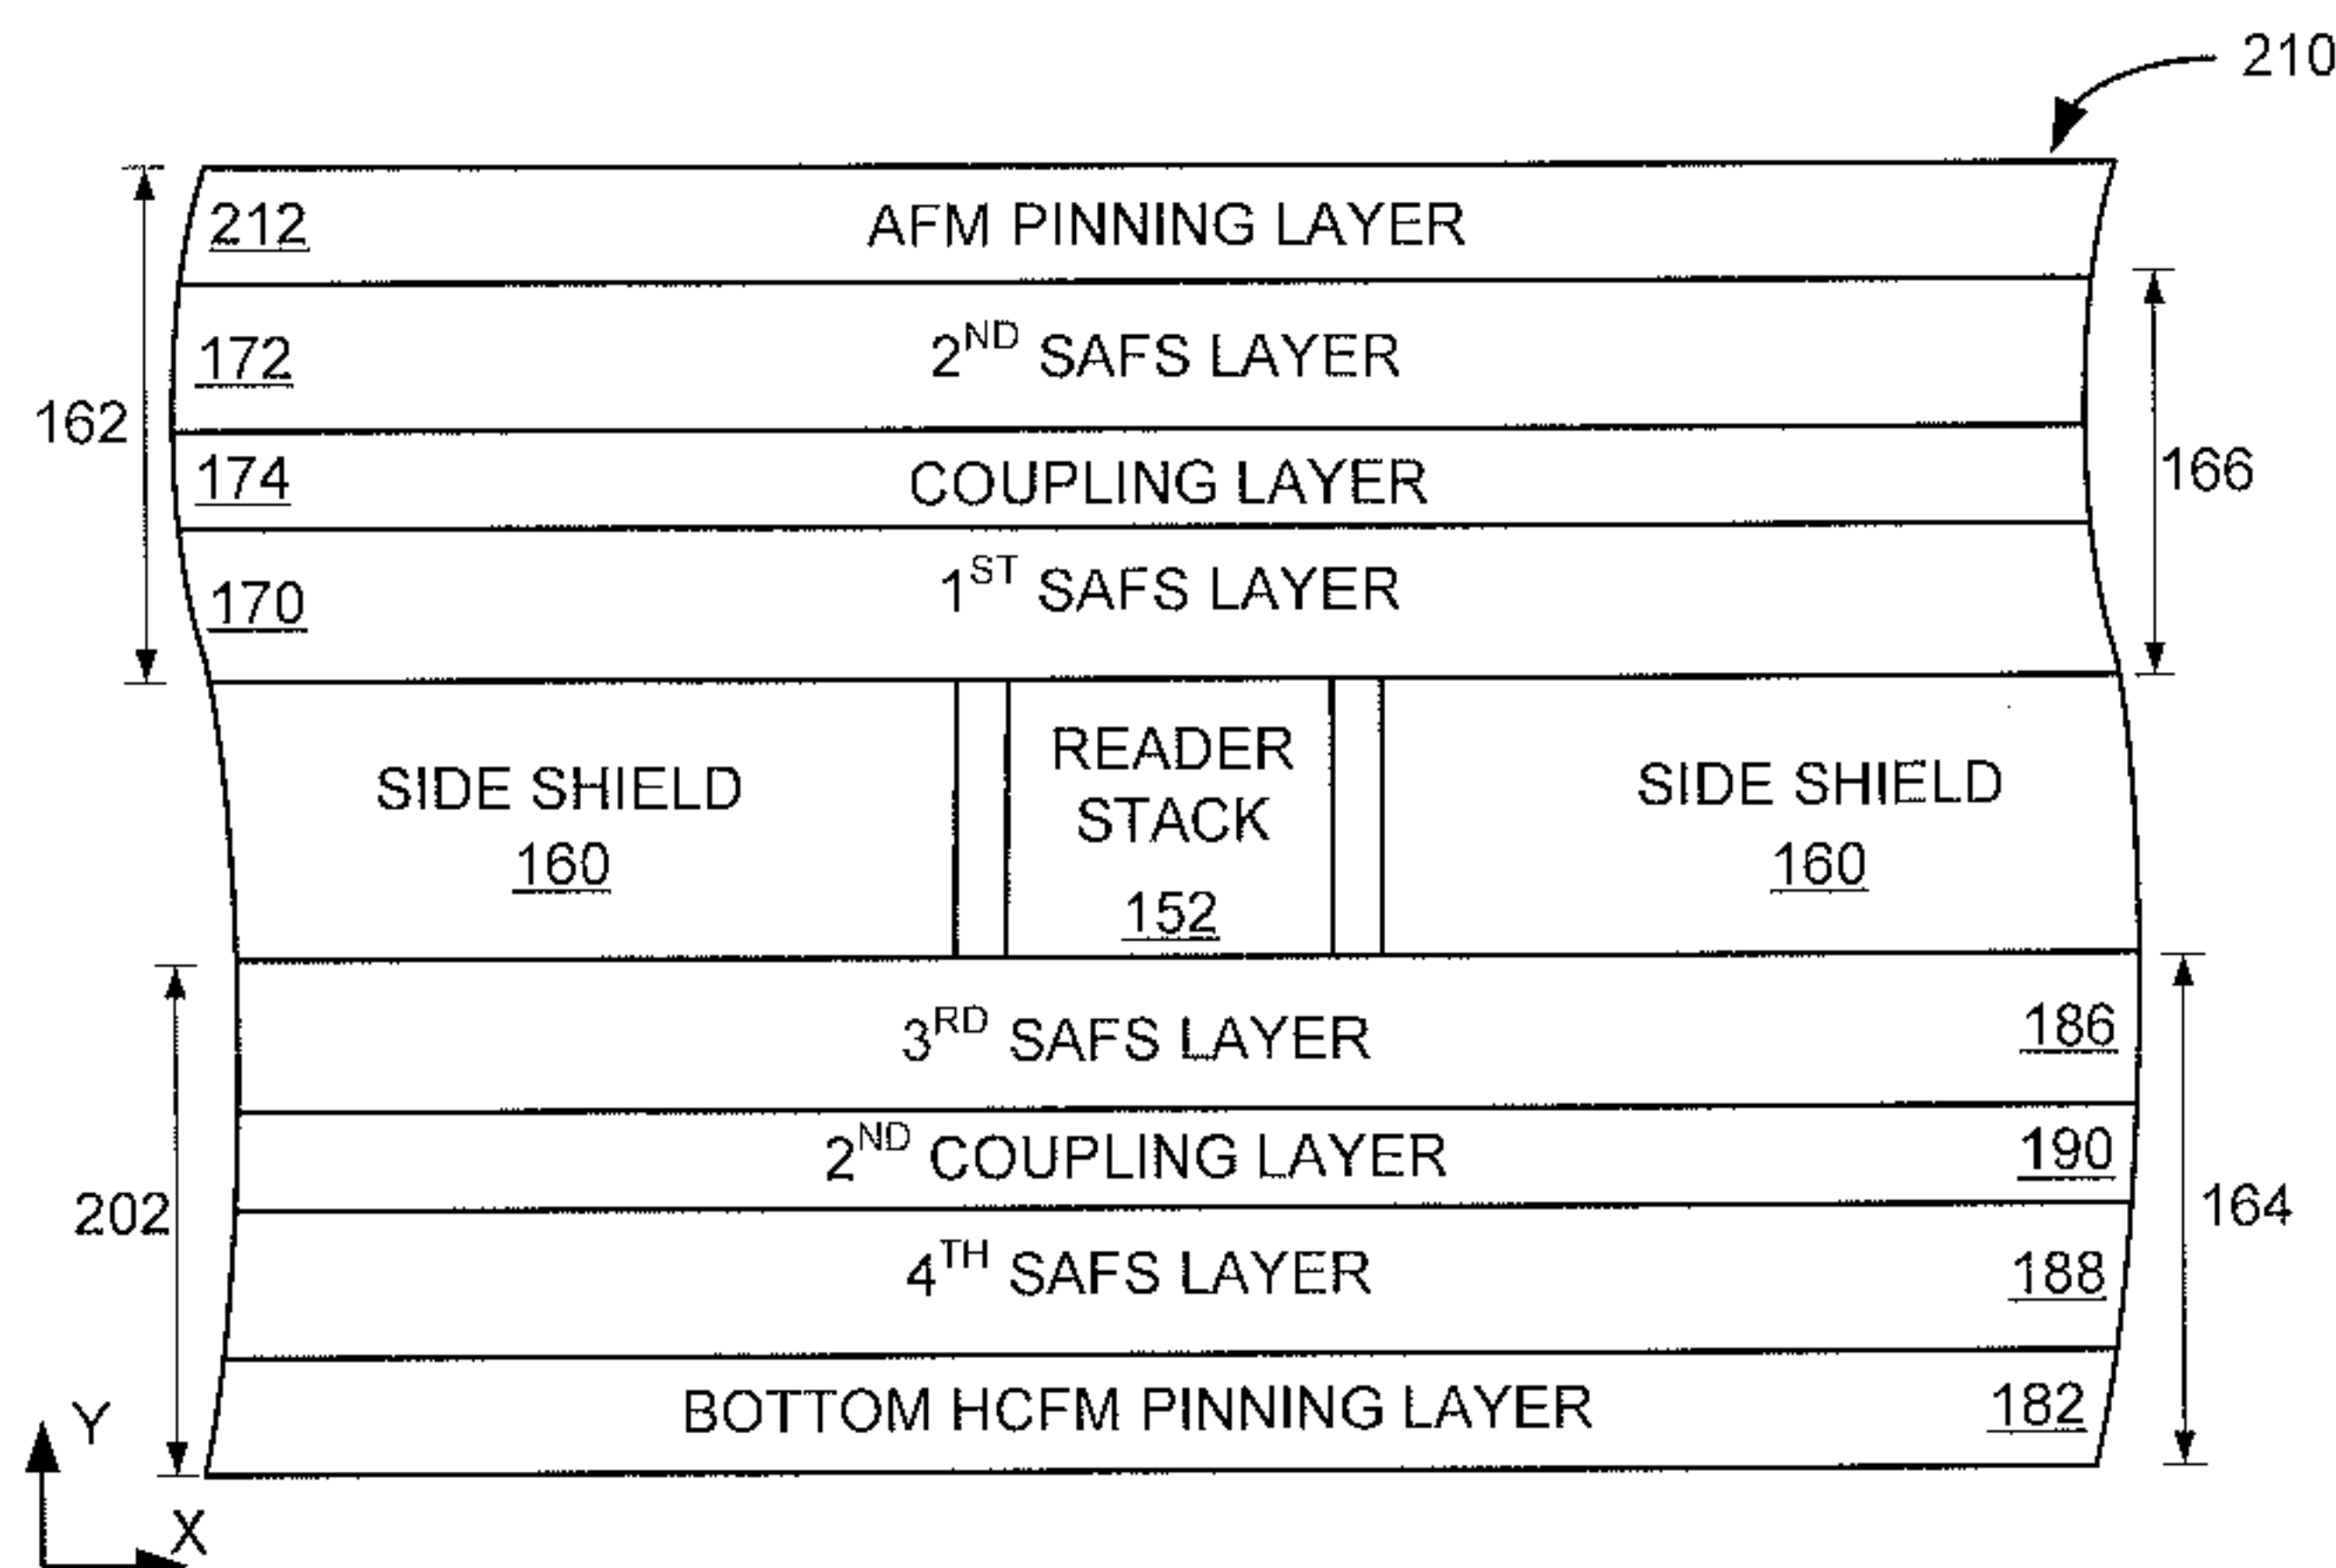 210
212 AFM PINNING LAYER
2ND SAFS LAYER
172
162
174 COUPLING LAYER
166
1ST SAFS LAYER
170
READER
SIDE SHIELD
STACK
SIDE SHIELD
160
152
160
3RD SAFS LAYER 186
2ND COUPLING LAYER 190
202
164
4TH SAFS LAYER 188
BOTTOM HCFM PINNING LAYER 182
Y
X